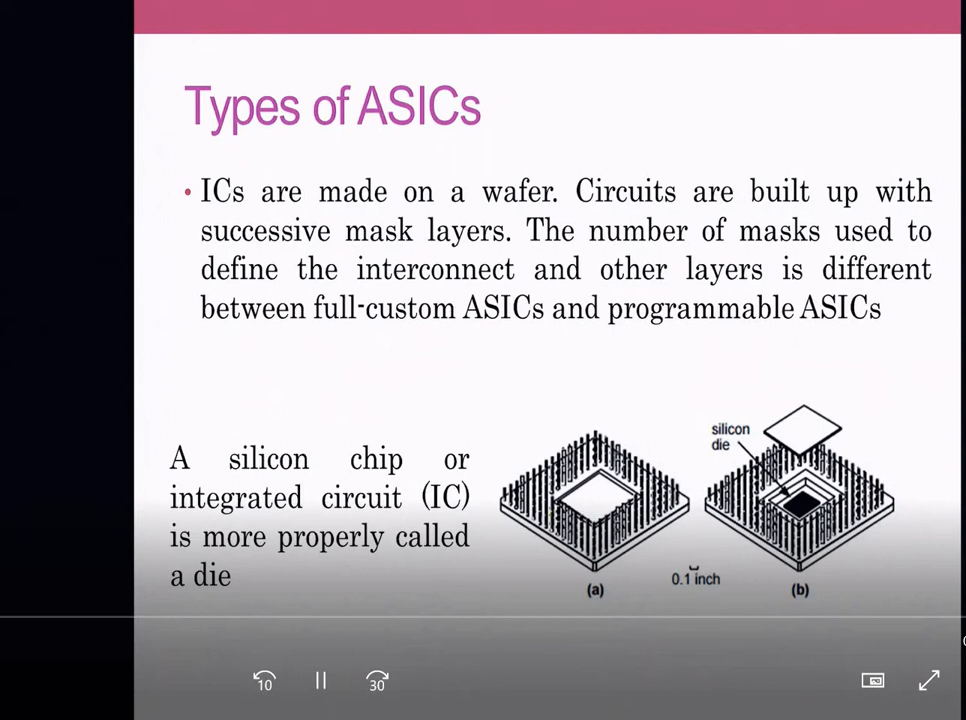 Types of ASICs
• ICs are made on a wafer. Circuits are built up with
successive mask layers. The number of masks used to
define the interconnect and other layers is different
between full-custom ASICs and programmable ASICs
A silicon chip or
integrated circuit (IC)
is more properly called
a die
silicon
die
0.1 inch
(a)
(b)
10
30